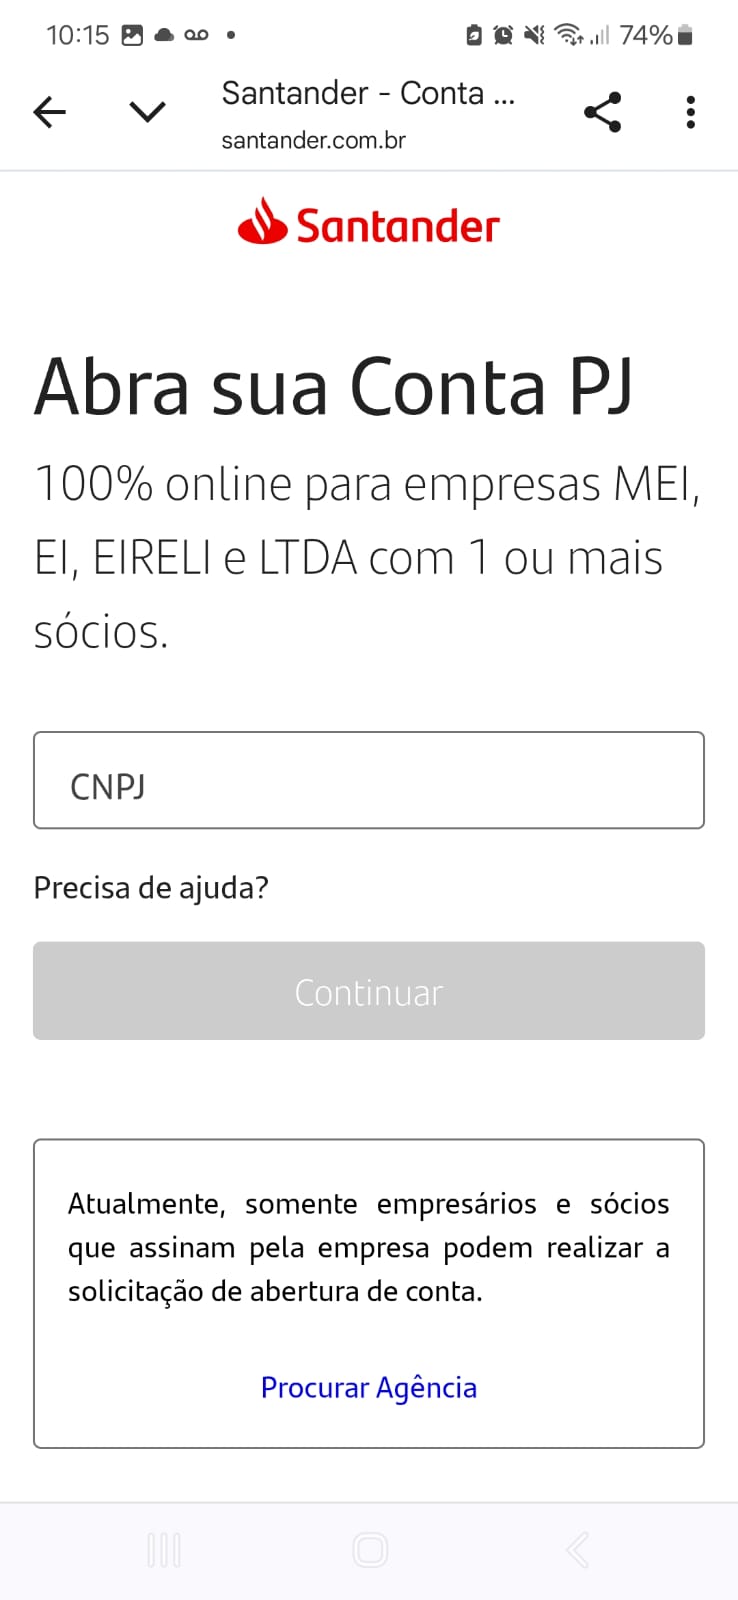 10:15 74%
Santander - Conta ...
santander.com.br
Santander
Abra sua Conta PJ
100% online para empresas MEI,
EI, EIRELI e LTDA com 1 ou mais
sócios.
CNPJ
Precisa de ajuda?
Continuar
Atualmente, somente empresários e sócios
que assinam pela empresa podem realizar a
solicitação de abertura de conta.
Procurar Agência